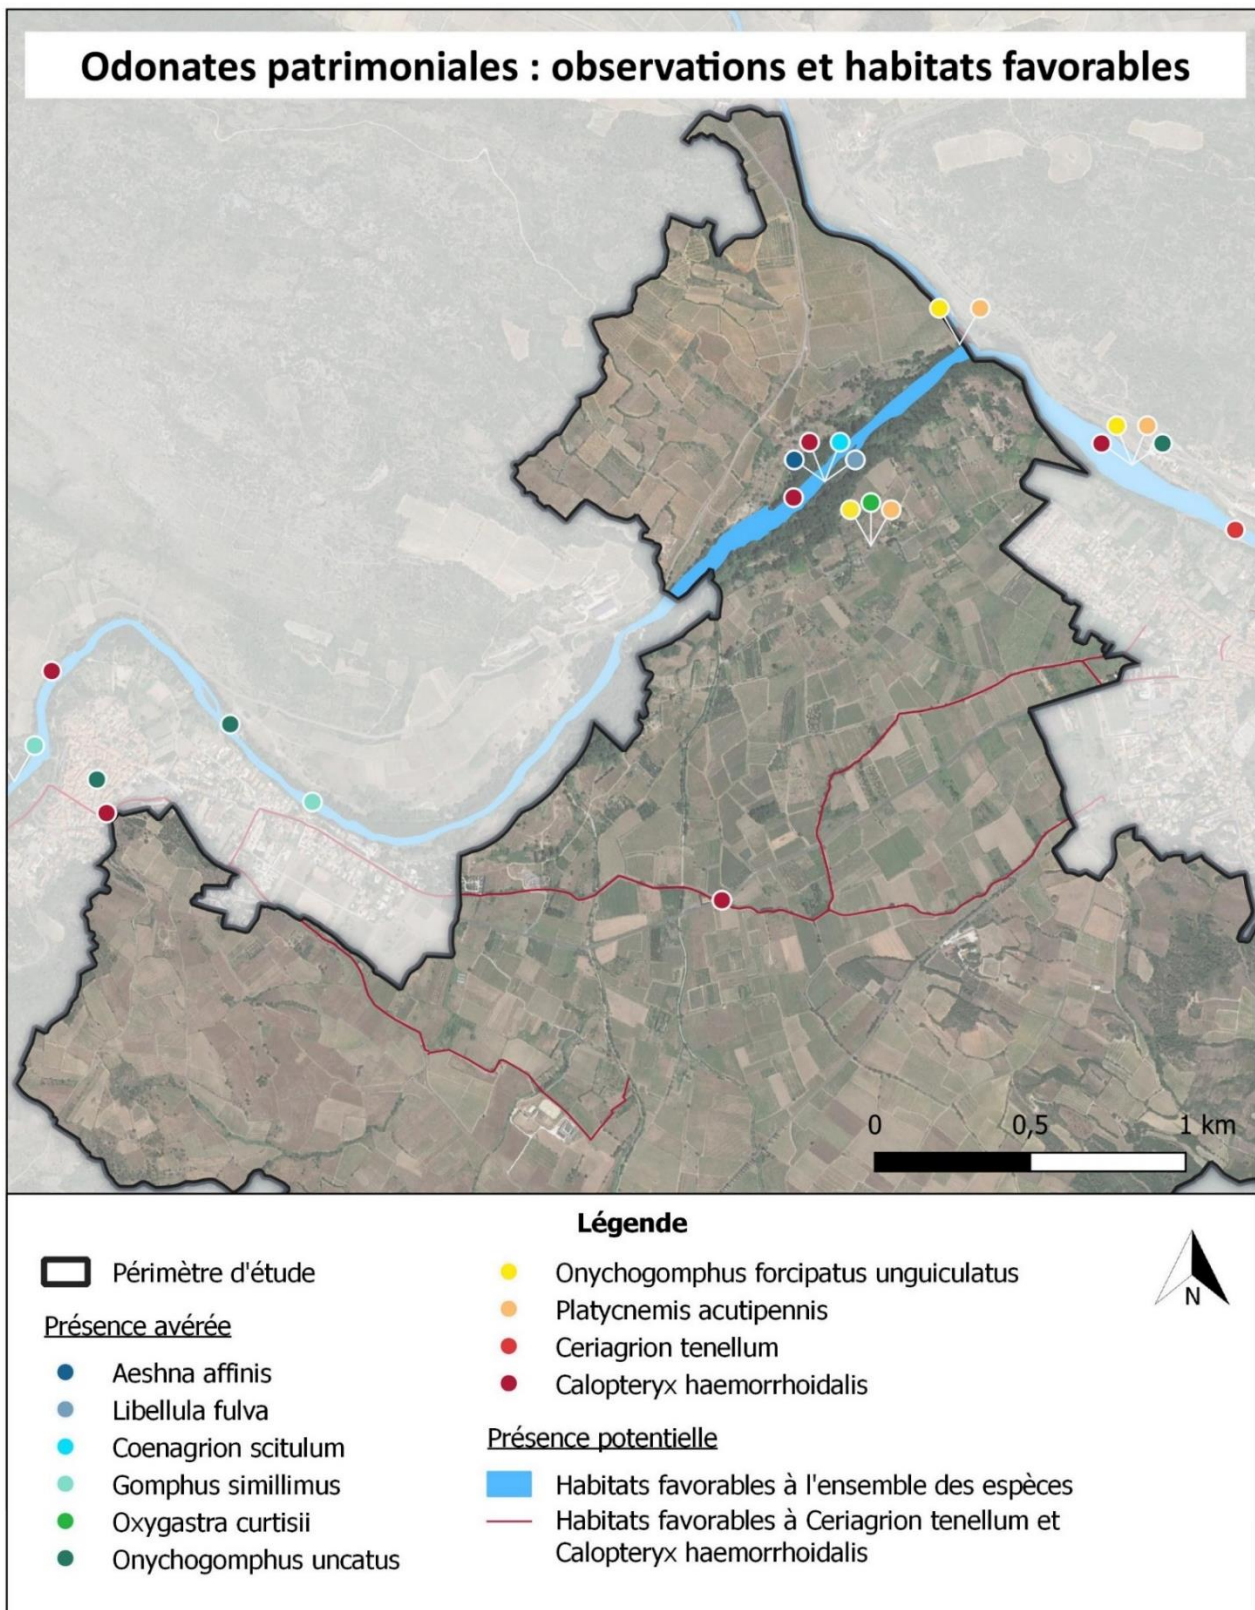 Odonates patrimoniales : observations et habitats favorables
0 0,5 1 km
Légende
Périmètre d'étude
Présence avérée
Aeshna affinis
Libellula fulva
Coenagrion scitulum
Gomphus simillimus
Oxygastra curtisii
Onychogomphus uncatus
Onychogomphus forcipatus unguiculatus
Platycnemis acutipennis
Ceriagrion tenellum
Calopteryx haemorrhoidalis
Présence potentielle
Habitats favorables à l'ensemble des espèces
Habitats favorables à Ceriagrion tenellum et
Calopteryx haemorrhoidalis
N